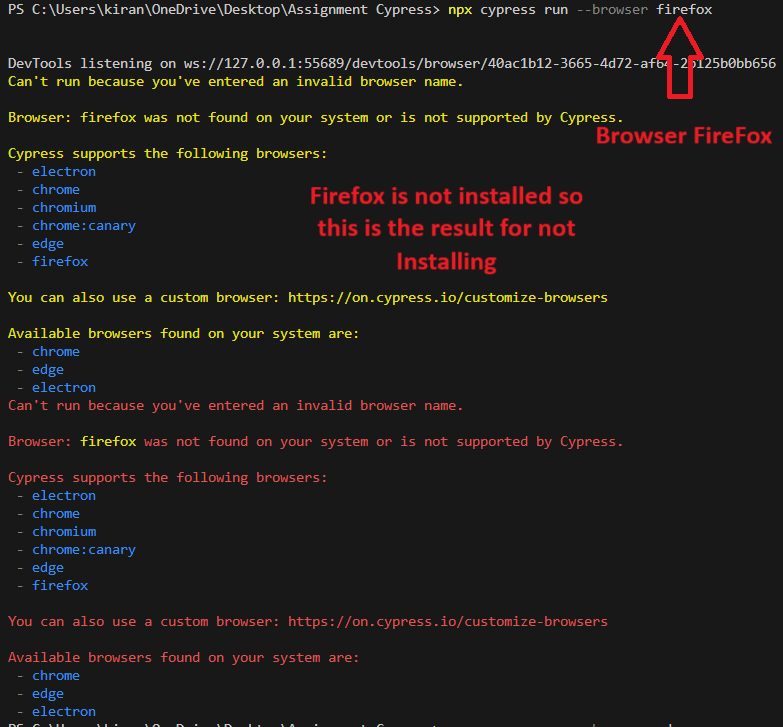 PS C:\Users\kiran\OneDrive\Desktop\Assignment Cypress> npx cypress run --browser firefox
DevTools listening on ws://127.0.0.1:55689/devtools/browser/40ac1b12-3665-4d72-af64-2b125b0bb656
Can't run because you've entered an invalid browser name.
Browser: firefox was not found on your system or is not supported by Cypress.
Browser FireFox
Cypress supports the following browsers:
- electron
- chrome
- chromium
- chrome:canary
- edge
- firefox
Firefox is not installed so
this is the result for not
Installing
You can also use a custom browser: https://on.cypress.io/customize-browsers
Available browsers found on your system are:
- chrome
- edge
- electron
Can't run because you've entered an invalid browser name.
Browser: firefox was not found on your system or is not supported by Cypress.
Cypress supports the following browsers:
- electron
- chrome
- chromium
- chrome:canary
- edge
- firefox
You can also use a custom browser: https://on.cypress.io/customize-browsers
Available browsers found on your system are:
- chrome
- edge
- electron